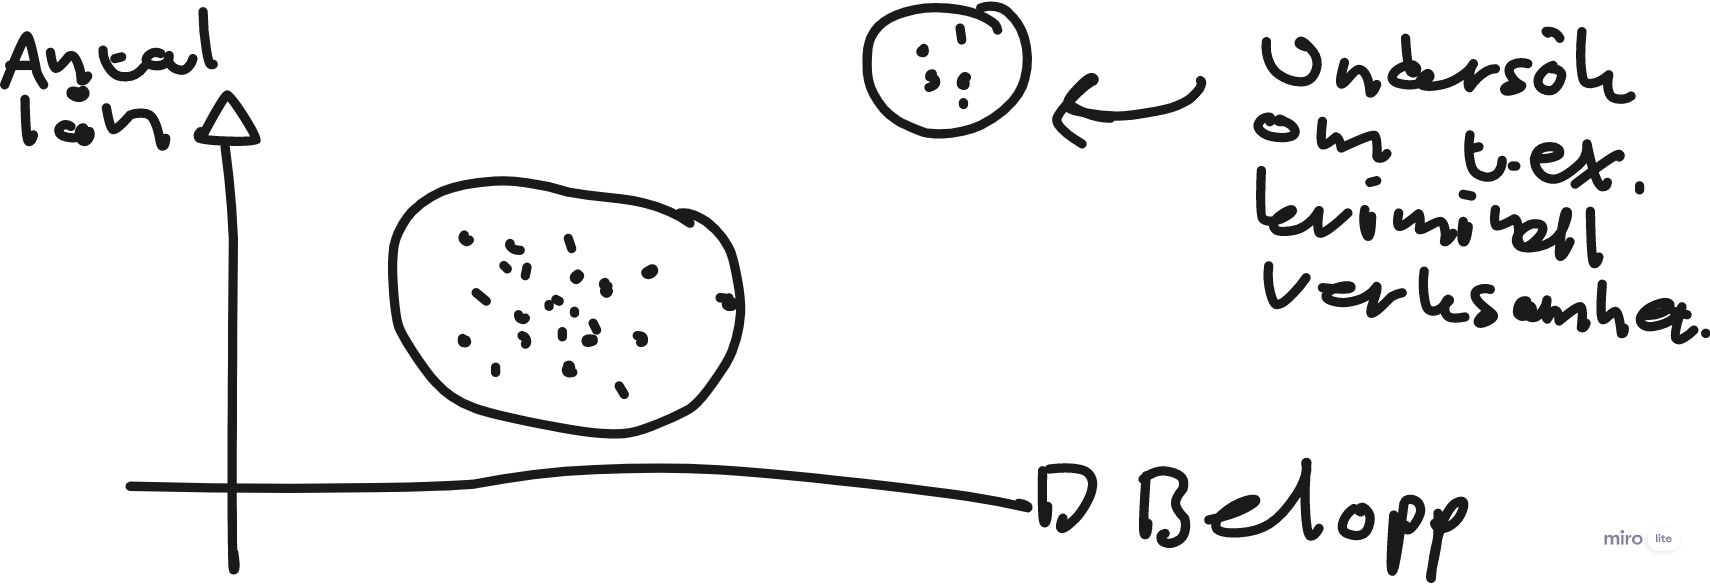 Antal
lån
Undersök
om t.ex.
kriminell
verksamhet.
Belopp
miro lite